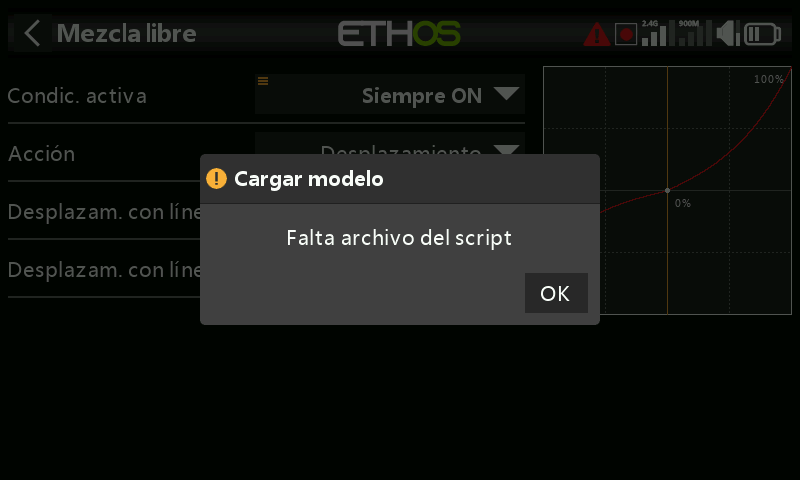 Mezcla libre
ETHOS
2.4G
900M
Condic. activa
Siempre ON
100%
Acción
Desplazamiento
Cargar modelo
Desplazam. con líne
0%
Falta archivo del script
Desplazam. con líne
OK